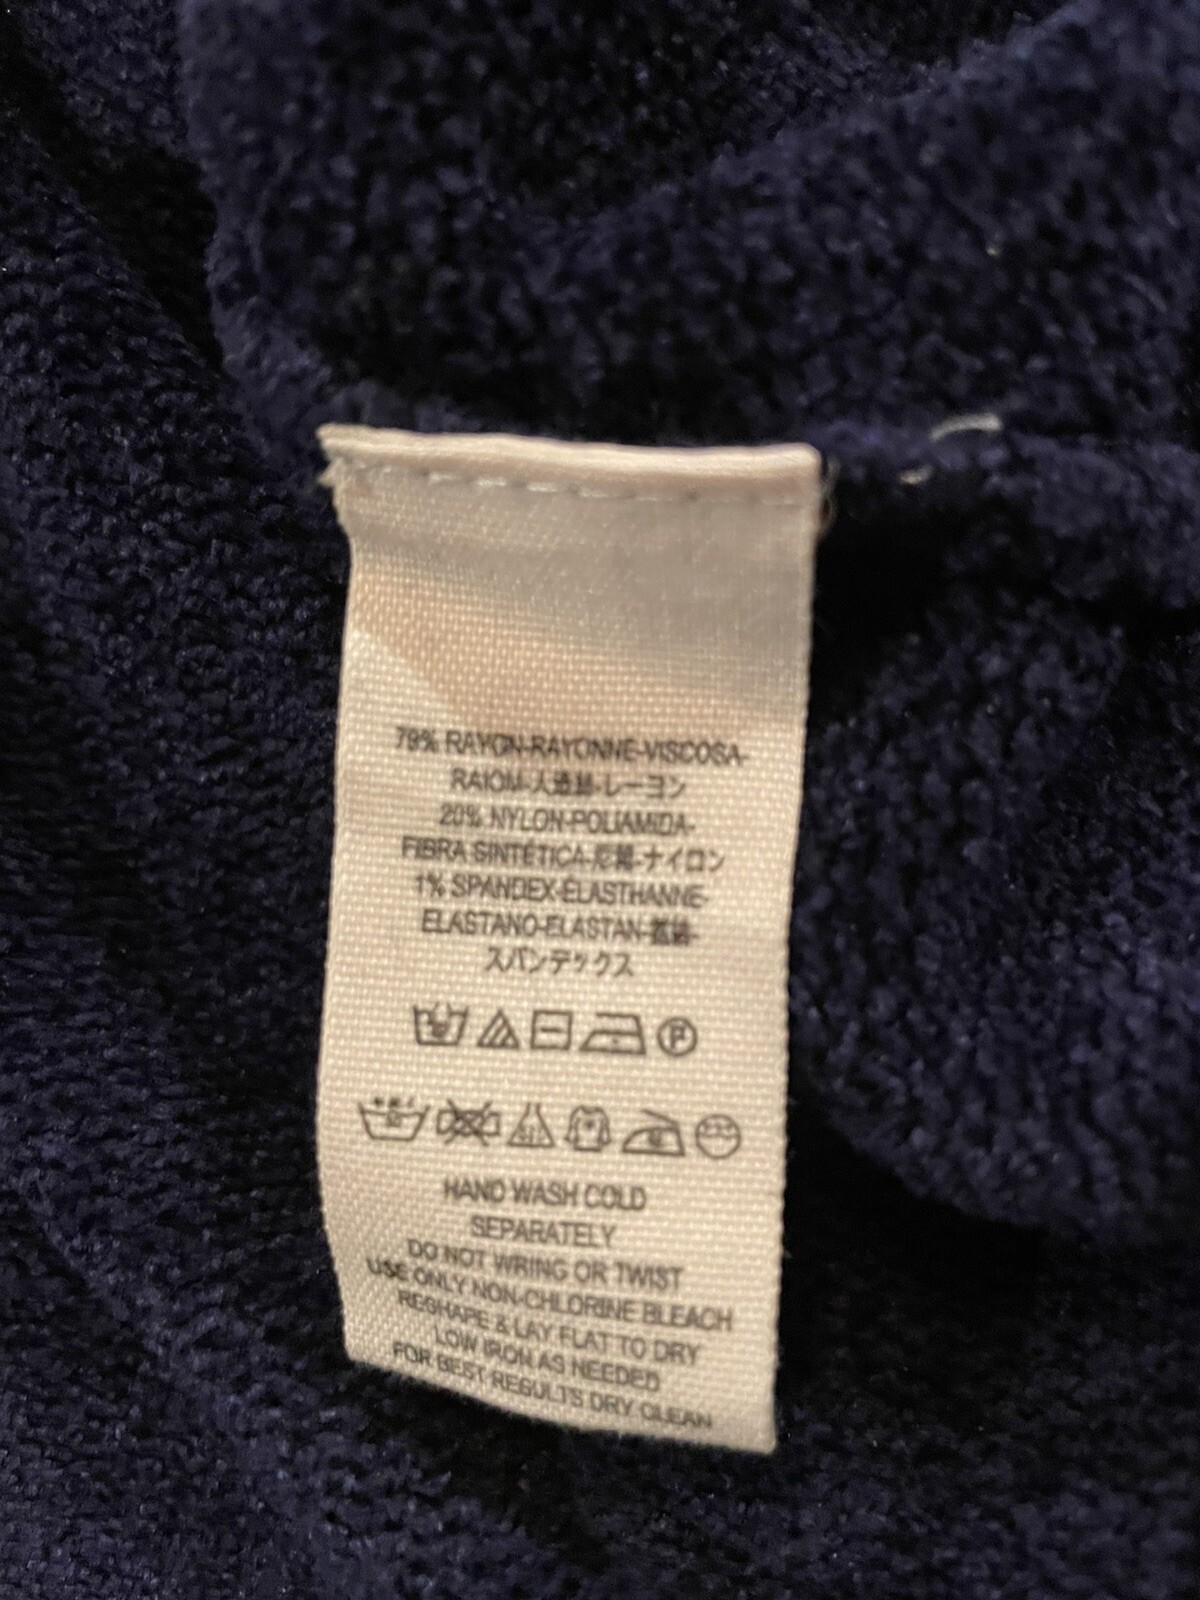 79% RAYON-RAYONNE-VISCOSA-
RAIOM-人造絲-レーヨン
20% NYLON-POLIAMIDA-
FIBRA SINTÉTICA-尼龍-ナイロン
1% SPANDEX-ÉLASTHANNE-
ELASTANO-ELASTAN-
スパンデックス
HAND WASH COLD
SEPARATELY
DO NOT WRING OR TWIST
USE ONLY NON-CHLORINE BLEACH
RESHAPE & LAY FLAT TO DRY
LOW IRON AS NEEDED
FOR BEST RESULTS DRY CLEAN